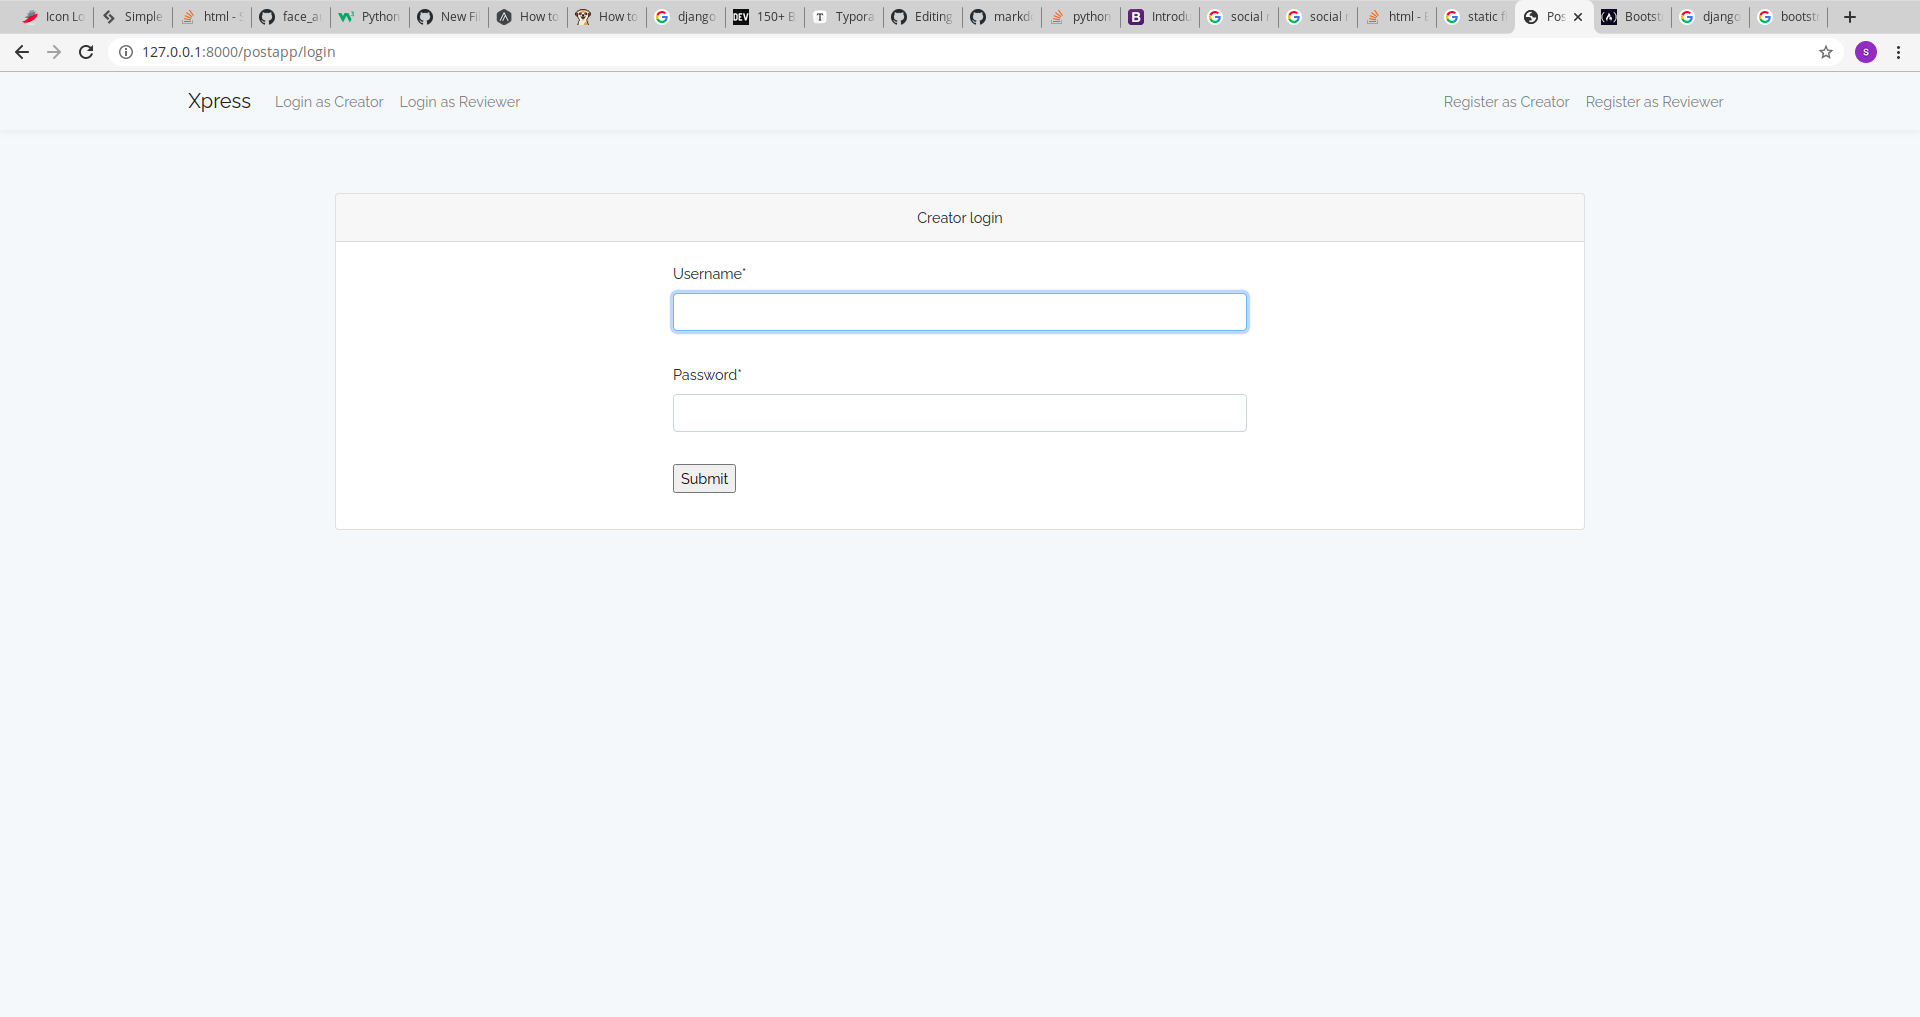 Icon Lo Simple html - S face_a Python New Fi How to How to django DEV 150+ B T Typora Editing markd python B Introdu social r social r html - E static f Pos Bootst django bootst
127.0.0.1:8000/postapp/login S
Xpress Login as Creator Login as Reviewer Register as Creator Register as Reviewer
Creator login
Username*
Password*
Submit